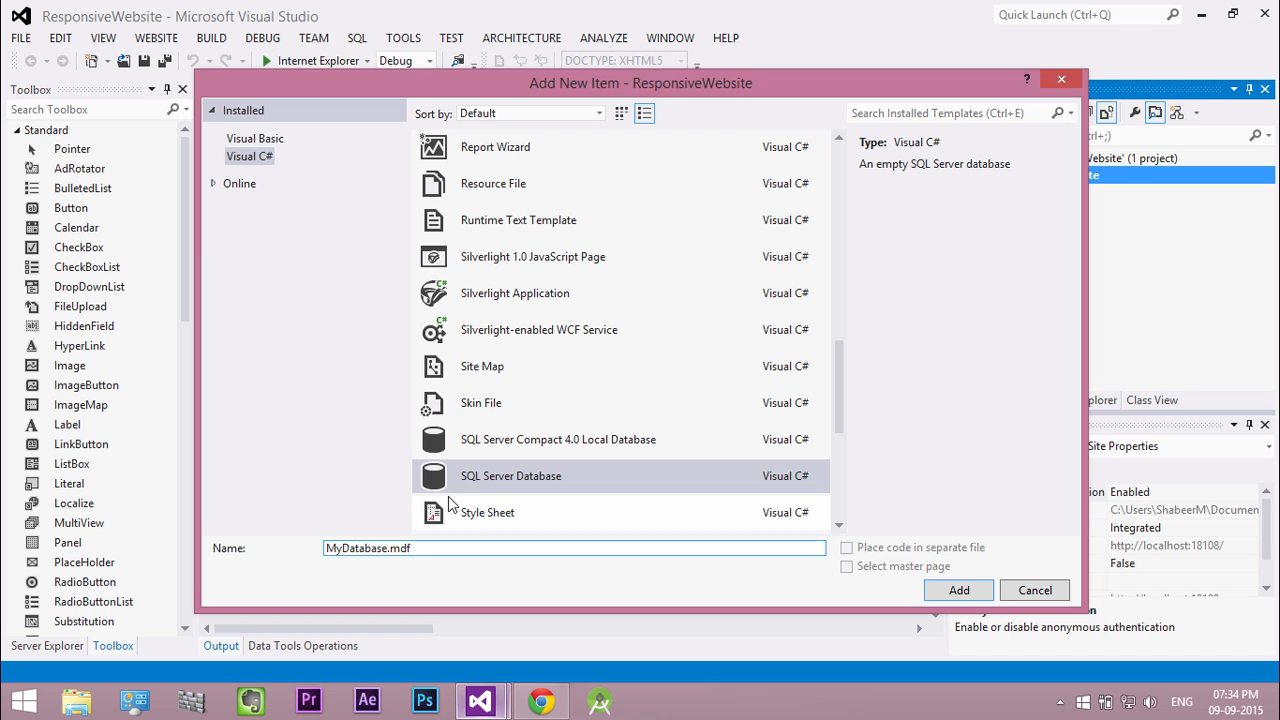 ResponsiveWebsite - Microsoft Visual Studio
Quick Launch (Ctrl+Q)
FILE EDIT VIEW WEBSITE BUILD DEBUG TEAM SQL TOOLS TEST ARCHITECTURE ANALYZE WINDOW HELP
Internet Explorer Debug DOCTYPE: XHTML5
Toolbox
Search Toolbox
Standard
Pointer
AdRotator
BulletedList
Button
Calendar
CheckBox
CheckBoxList
DropDownList
FileUpload
HiddenField
HyperLink
Image
ImageButton
ImageMap
Label
LinkButton
ListBox
Literal
Localize
MultiView
Panel
PlaceHolder
RadioButton
RadioButtonList
Substitution
Server Explorer Toolbox
Add New Item - ResponsiveWebsite
? 
Installed
Visual Basic
Visual C#
Online
Sort by: Default
Search Installed Templates (Ctrl+E)
Report Wizard Visual C#
Resource File Visual C#
Runtime Text Template Visual C#
Silverlight 1.0 JavaScript Page Visual C#
Silverlight Application Visual C#
Silverlight-enabled WCF Service Visual C#
Site Map Visual C#
Skin File Visual C#
SQL Server Compact 4.0 Local Database Visual C#
SQL Server Database Visual C#
Style Sheet Visual C#
Type: Visual C#
An empty SQL Server database
Name: MyDatabase.mdf
Place code in separate file
Select master page
Add Cancel
+;)
Website' (1 project)
te
plorer Class View
Site Properties
ion Enabled
C:\Users\ShabeerM\Documen
Integrated
http://localhost:18108/
False
Enable or disable anonymous authentication
Output Data Tools Operations
Pr Ae Ps
ENG
07:34 PM
09-09-2015